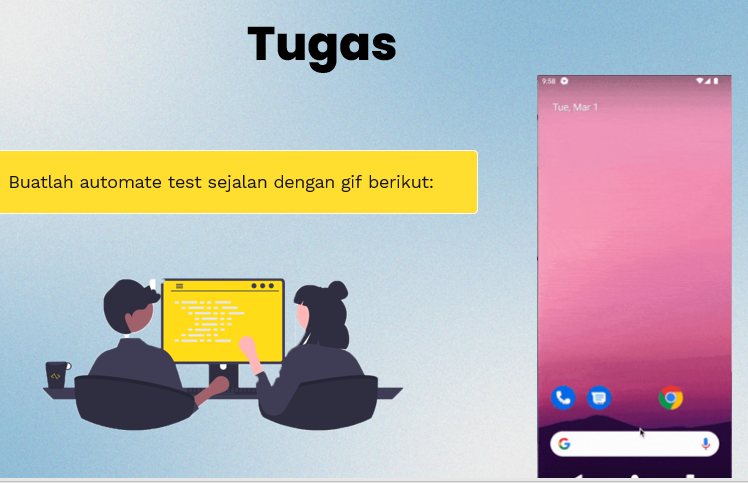 Tugas
9:58
Tue, Mar 1
Buatlah automate test sejalan dengan gif berikut: